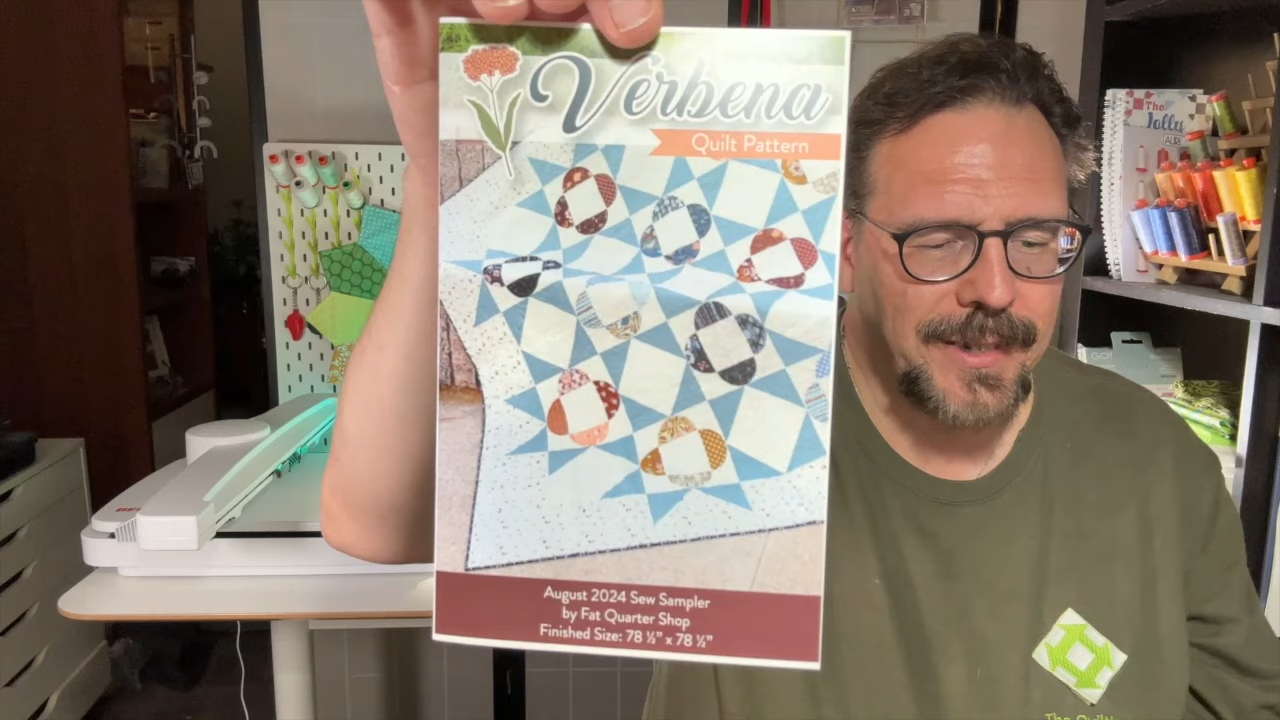 Verbena
Quilt Pattern
August 2024 Sew Sampler
by Fat Quarter Shop
Finished Size: 78 ½" x 78 ½"
The
Jolly
GO!